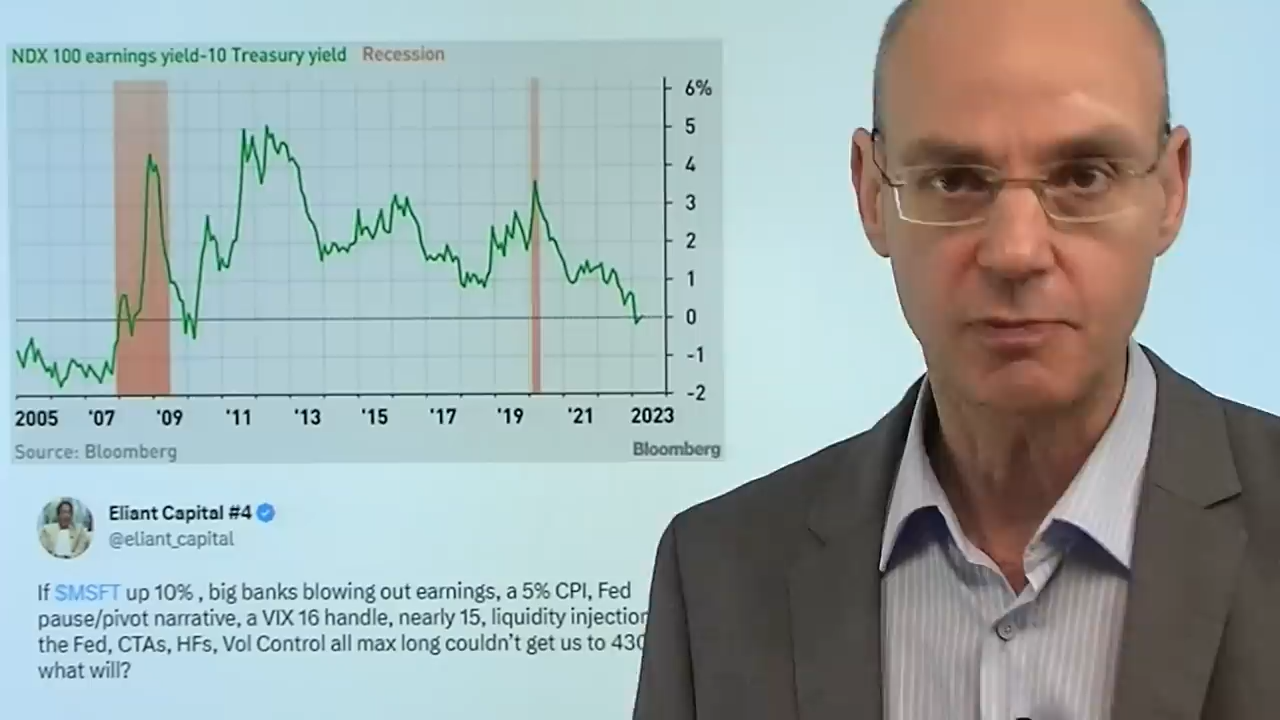 NDX 100 earnings yield-10 Treasury yield Recession
6%
5
4
3
2
1
0
-1
-2
2005 '07 '09 '11 '13 '15 '17 '19 '21 2023
Source: Bloomberg Bloomberg
Eliant Capital #4
@eliant_capital
If $MSFT up 10% , big banks blowing out earnings, a 5% CPI, Fed
pause/pivot narrative, a VIX 16 handle, nearly 15, liquidity injection
the Fed, CTAs, HFs, Vol Control all max long couldn't get us to
what will?